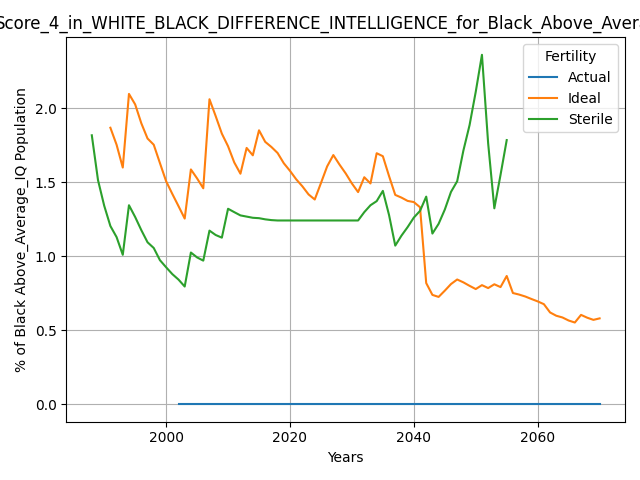 Score_4_in_WHITE_BLACK_DIFFERENCE_INTELLIGENCE_for_Black_Above_Avera
Fertility
Actual
Ideal
Sterile
% of Black Above_Average_IQ Population
2.0
1.5
1.0
0.5
0.0
2000 2020 2040 2060
Years